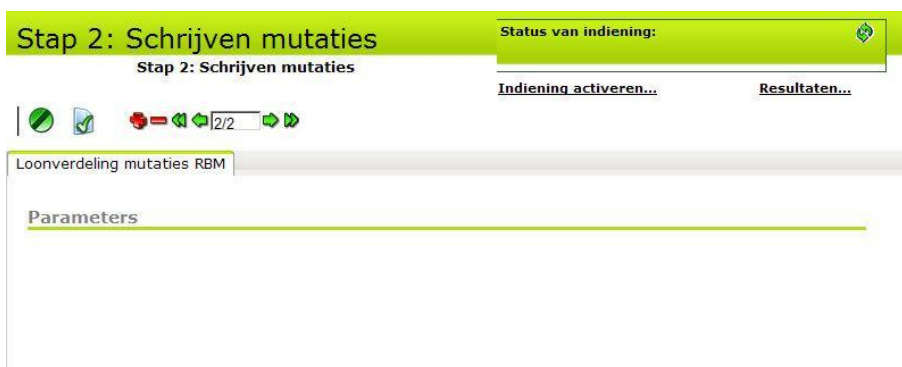 Stap 2: Schrijven mutaties
Status van indiening:
Stap 2: Schrijven mutaties
Indiening activeren...
Resultaten...
2/2
Loonverdeling mutaties RBM
Parameters